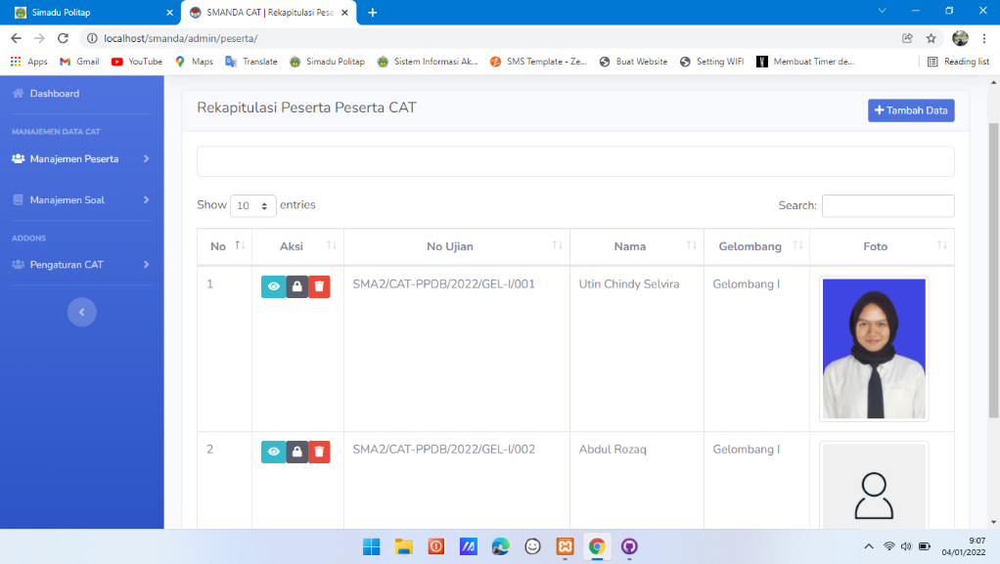 Simadu Politap
SMANDA CAT | Rekapitulasi Pese
localhost/smanda/admin/peserta/
Apps Gmail YouTube Maps Translate Simadu Politap Sistem Informasi Ak... SMS Template - Ze... Buat Website Setting WIFI Membuat Timer de... Reading list
Dashboard
MANAJEMEN DATA CAT
Manajemen Peserta
Manajemen Soal
ADDONS
Pengaturan CAT
Rekapitulasi Peserta Peserta CAT
Tambah Data
Show 10 entries
Search:
No Aksi No Ujian Nama Gelombang Foto
1 SMA2/CAT-PPDB/2022/GEL-I/001 Utin Chindy Selvira Gelombang I
2 SMA2/CAT-PPDB/2022/GEL-I/002 Abdul Rozaq Gelombang I
9:07
04/01/2022